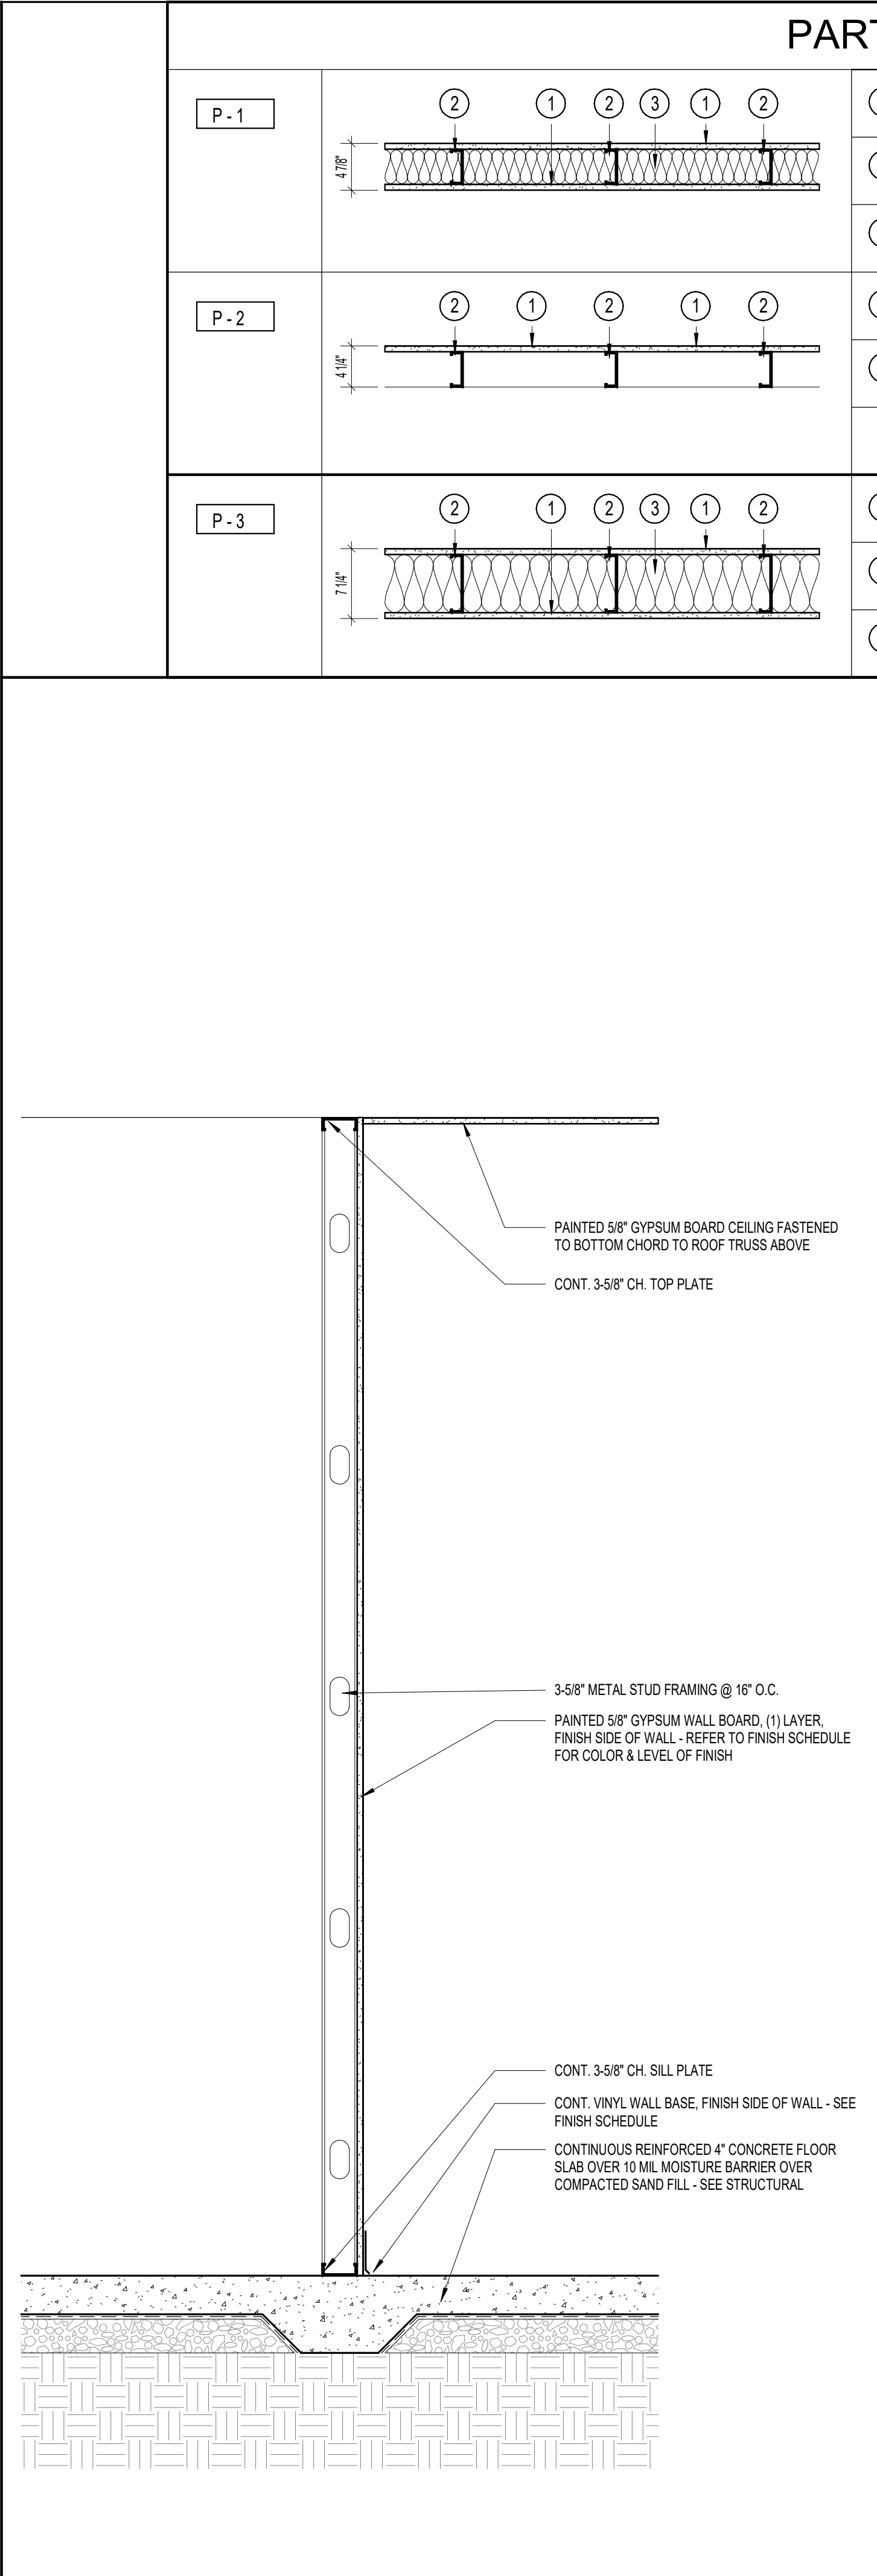 PART
P - 1
2 1 2 3 1 2
4 7/8"
P - 2
2 1 2 1 2
4 1/4"
P - 3
2 1 2 3 1 2
7 1/4"
PAINTED 5/8" GYPSUM BOARD CEILING FASTENED
TO BOTTOM CHORD TO ROOF TRUSS ABOVE
CONT. 3-5/8" CH. TOP PLATE
3-5/8" METAL STUD FRAMING @ 16" O.C.
PAINTED 5/8" GYPSUM WALL BOARD, (1) LAYER,
FINISH SIDE OF WALL - REFER TO FINISH SCHEDULE
FOR COLOR & LEVEL OF FINISH
CONT. 3-5/8" CH. SILL PLATE
CONT. VINYL WALL BASE, FINISH SIDE OF WALL - SEE
FINISH SCHEDULE
CONTINUOUS REINFORCED 4" CONCRETE FLOOR
SLAB OVER 10 MIL MOISTURE BARRIER OVER
COMPACTED SAND FILL - SEE STRUCTURAL